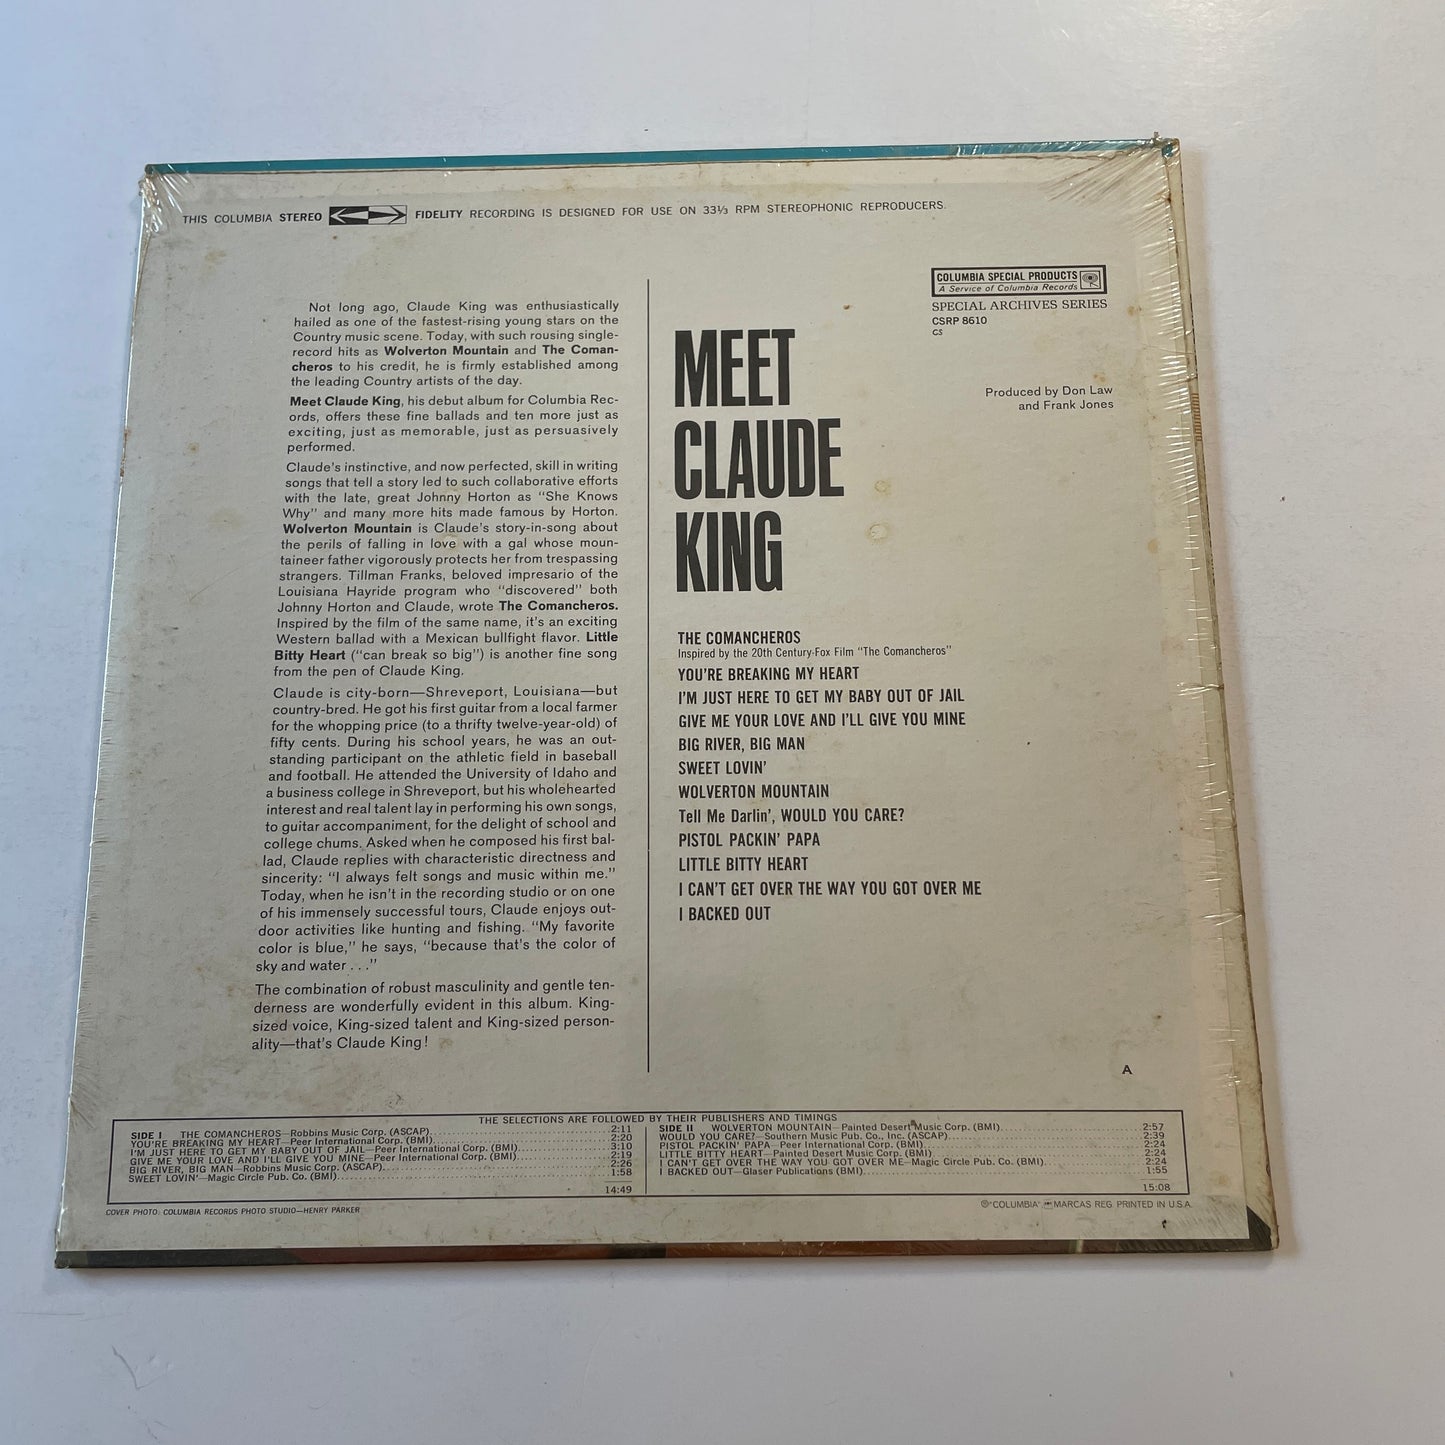 THIS COLUMBIA STEREO FIDELITY RECORDING IS DESIGNED FOR USE ON 33⅓ RPM STEREOPHONIC REPRODUCERS.
Not long ago, Claude King was enthusiastically
hailed as one of the fastest-rising young stars on the
Country music scene. Today, with such rousing single-
record hits as Wolverton Mountain and The Coman-
cheros to his credit, he is firmly established among
the leading Country artists of the day.
Meet Claude King, his debut album for Columbia Rec-
ords, offers these fine ballads and ten more just as
exciting, just as memorable, just as persuasively
performed.
Claude's instinctive, and now perfected, skill in writing
songs that tell a story led to such collaborative efforts
with the late, great Johnny Horton as "She Knows
Why" and many more hits made famous by Horton.
Wolverton Mountain is Claude's story-in-song about
the perils of falling in love with a gal whose moun-
taineer father vigorously protects her from trespassing
strangers. Tillman Franks, beloved impresario of the
Louisiana Hayride program who "discovered" both
Johnny Horton and Claude, wrote The Comancheros.
Inspired by the film of the same name, it's an exciting
Western ballad with a Mexican bullfight flavor. Little
Bitty Heart ("can break so big") is another fine song
from the pen of Claude King.
Claude is city-born—Shreveport, Louisiana—but
country-bred. He got his first guitar from a local farmer
for the whopping price (to a thrifty twelve-year-old) of
fifty cents. During his school years, he was an out-
standing participant on the athletic field in baseball
and football. He attended the University of Idaho and
a business college in Shreveport, but his wholehearted
interest and real talent lay in performing his own songs,
to guitar accompaniment, for the delight of school and
college chums. Asked when he composed his first bal-
lad, Claude replies with characteristic directness and
sincerity: "I always felt songs and music within me."
Today, when he isn't in the recording studio or on one
of his immensely successful tours, Claude enjoys out-
door activities like hunting and fishing. "My favorite
color is blue," he says, "because that's the color of
sky and water . . ."
The combination of robust masculinity and gentle ten-
derness are wonderfully evident in this album. King-
sized voice, King-sized talent and King-sized person-
ality—that's Claude King!
COLUMBIA SPECIAL PRODUCTS
A Service of Columbia Records
SPECIAL ARCHIVES SERIES
CSRP 8610
CS
MEET
CLAUDE
KING
Produced by Don Law
and Frank Jones
THE COMANCHEROS
Inspired by the 20th Century-Fox Film "The Comancheros"
YOU'RE BREAKING MY HEART
I'M JUST HERE TO GET MY BABY OUT OF JAIL
GIVE ME YOUR LOVE AND I'LL GIVE YOU MINE
BIG RIVER, BIG MAN
SWEET LOVIN'
WOLVERTON MOUNTAIN
Tell Me Darlin', WOULD YOU CARE?
PISTOL PACKIN' PAPA
LITTLE BITTY HEART
I CAN'T GET OVER THE WAY YOU GOT OVER ME
I BACKED OUT
A
THE SELECTIONS ARE FOLLOWED BY THEIR PUBLISHERS AND TIMINGS
SIDE I THE COMANCHEROS—Robbins Music Corp. (ASCAP) 2:11
YOU'RE BREAKING MY HEART—Peer International Corp. (BMI) 2:20
I'M JUST HERE TO GET MY BABY OUT OF JAIL—Peer International Corp. (BMI) 3:10
GIVE ME YOUR LOVE AND I'LL GIVE YOU MINE—Peer International Corp. (BMI) 2:19
BIG RIVER, BIG MAN—Robbins Music Corp. (ASCAP) 2:26
SWEET LOVIN'—Magic Circle Pub. Co. (BMI) 1:58
14:49
SIDE II WOLVERTON MOUNTAIN—Painted Desert Music Corp. (BMI) 2:57
WOULD YOU CARE?—Southern Music Pub. Co., Inc. (ASCAP) 2:39
PISTOL PACKIN' PAPA—Peer International Corp. (BMI) 2:24
LITTLE BITTY HEART—Painted Desert Music Corp. (BMI) 2:24
I CAN'T GET OVER THE WAY YOU GOT OVER ME—Magic Circle Pub. Co. (BMI) 2:24
I BACKED OUT—Glaser Publications (BMI) 1:55
15:08
COVER PHOTO: COLUMBIA RECORDS PHOTO STUDIO—HENRY PARKER
® "COLUMBIA" MARCAS REG. PRINTED IN U.S.A.